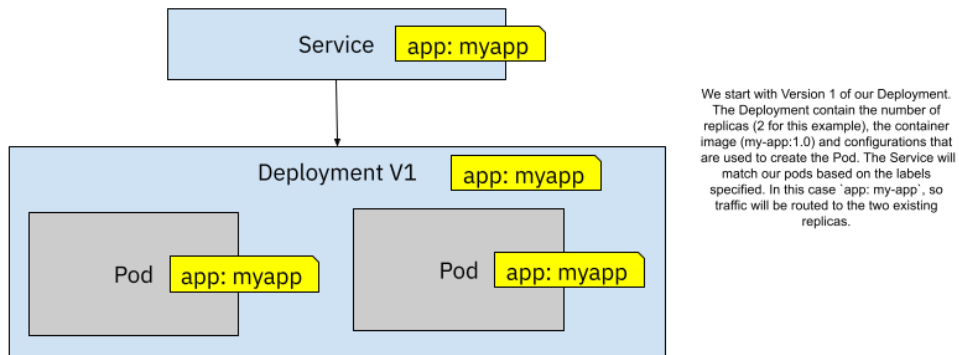 Service
app: myapp
Deployment V1
app: myapp
Pod
app: myapp
Pod
app: myapp
We start with Version 1 of our Deployment.
The Deployment contain the number of
replicas (2 for this example), the container
image (my-app:1.0) and configurations that
are used to create the Pod. The Service will
match our pods based on the labels
specified. In this case `app: my-app`, so
traffic will be routed to the two existing
replicas.